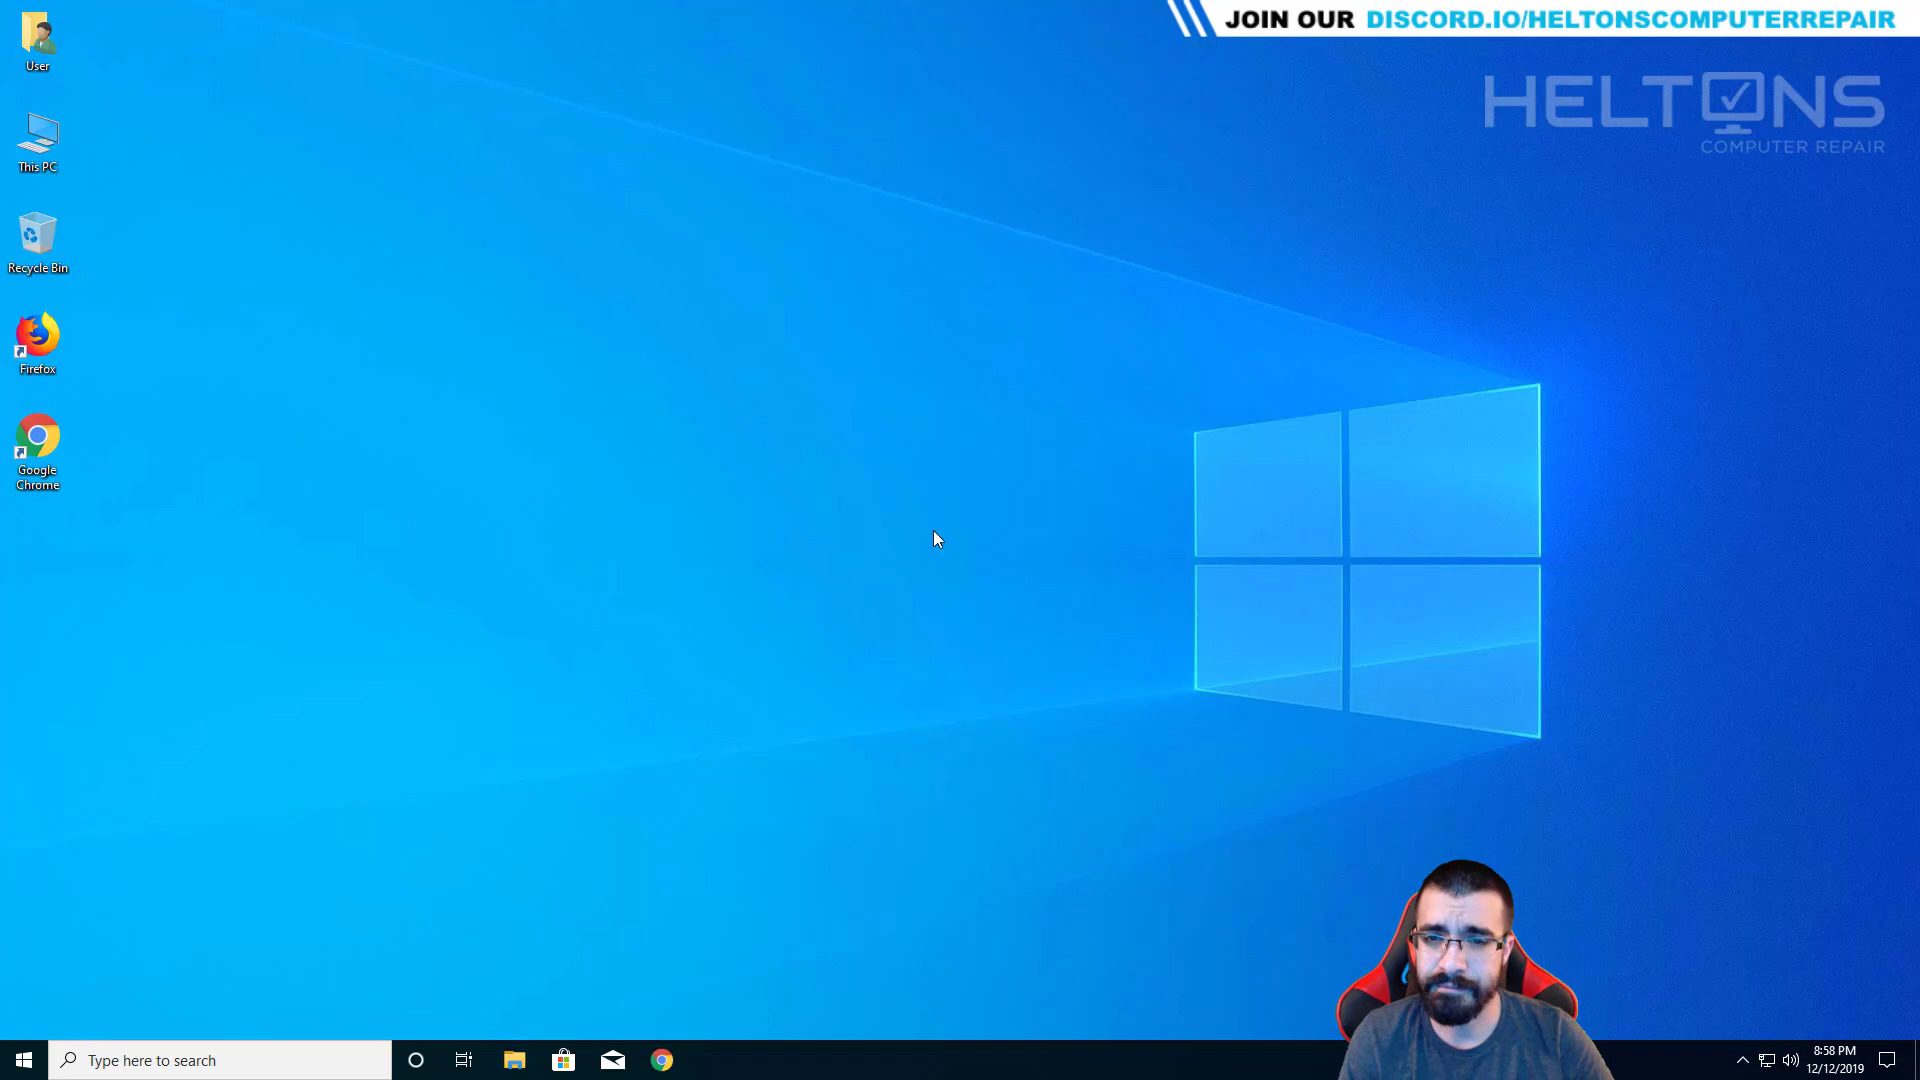 JOIN OUR DISCORD.IO/HELTONSCOMPUTERREPAIR
HELTONS
COMPUTER REPAIR
User
This PC
Recycle Bin
Firefox
Google
Chrome
Type here to search
8:58 PM
12/12/2019